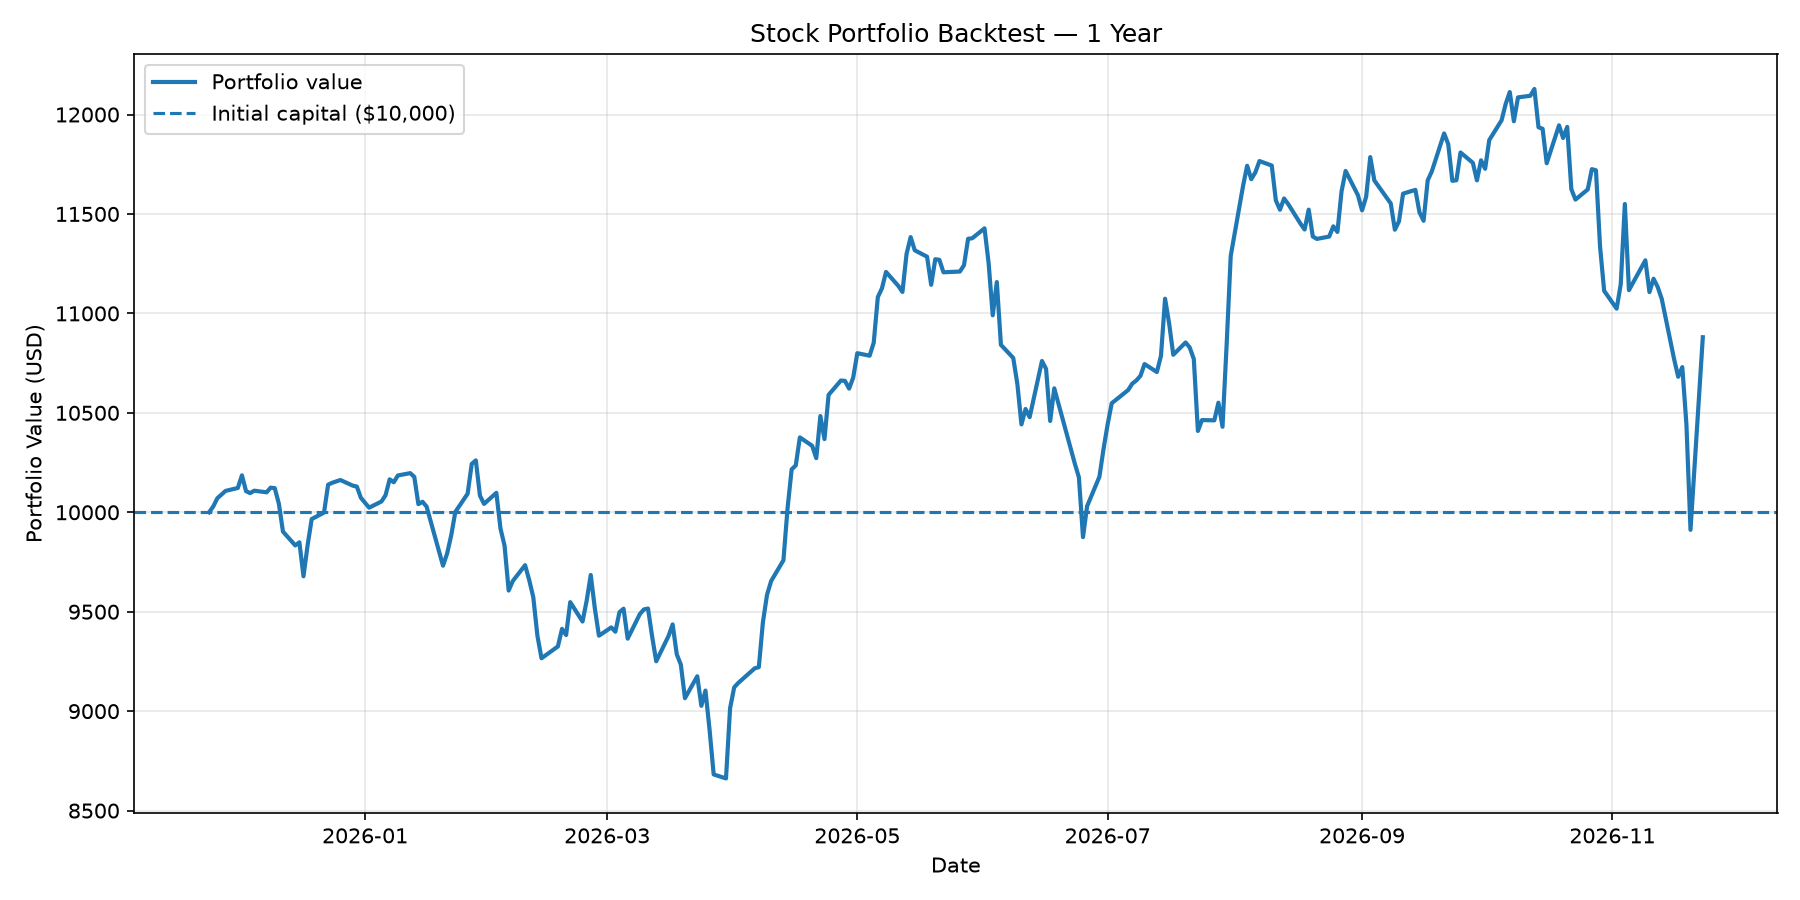 Stock Portfolio Backtest — 1 Year
Portfolio value
Initial capital ($10,000)
Portfolio Value (USD)
12000
11500
11000
10500
10000
9500
9000
8500
2026-01
2026-03
2026-05
2026-07
2026-09
2026-11
Date